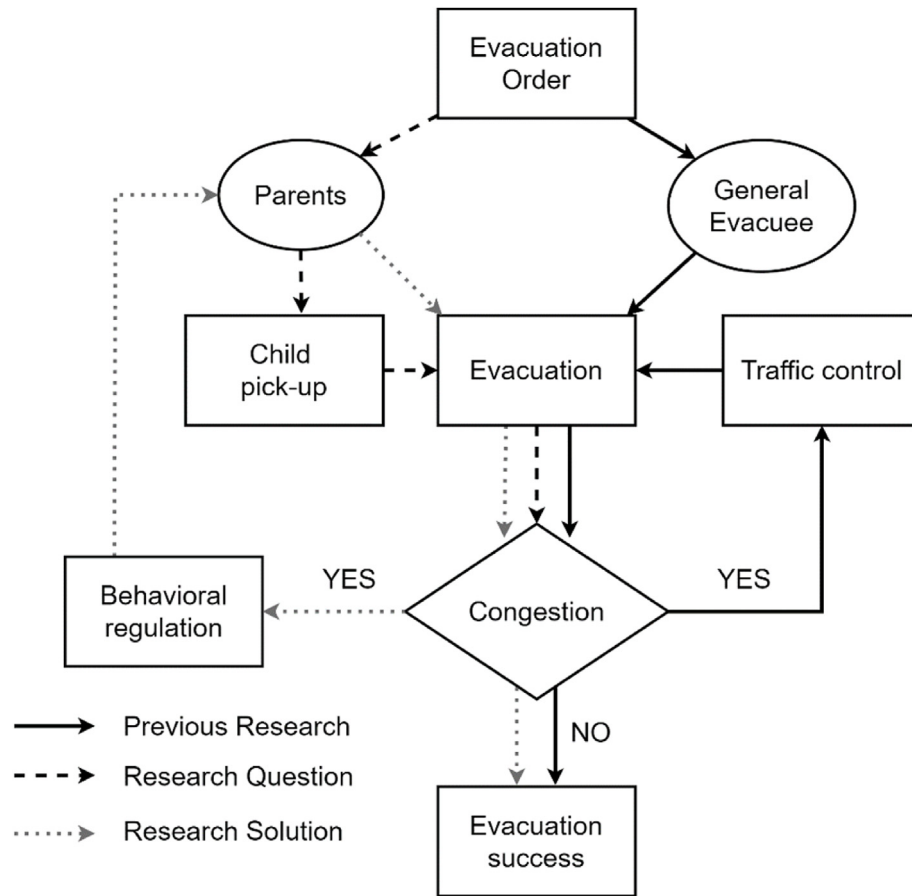 Evacuation
Order
Parents
General
Evacuee
Child
pick-up
Evacuation
Traffic control
Behavioral
regulation
YES
Congestion
YES
NO
Previous Research
Research Question
Research Solution
Evacuation
success